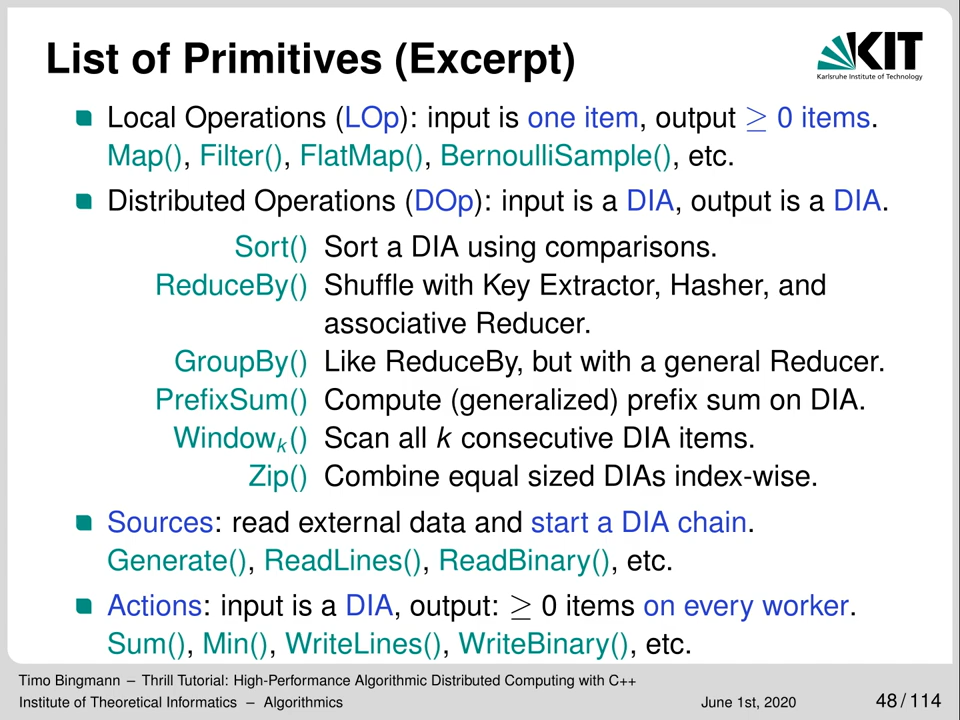 List of Primitives (Excerpt)
KIT
Karlsruhe Institute of Technology
Local Operations (LOp): input is one item, output ≥ 0 items.
Map(), Filter(), FlatMap(), BernoulliSample(), etc.
Distributed Operations (DOp): input is a DIA, output is a DIA.
Sort() Sort a DIA using comparisons.
ReduceBy() Shuffle with Key Extractor, Hasher, and
associative Reducer.
GroupBy() Like ReduceBy, but with a general Reducer.
PrefixSum() Compute (generalized) prefix sum on DIA.
Windowₖ() Scan all k consecutive DIA items.
Zip() Combine equal sized DIAs index-wise.
Sources: read external data and start a DIA chain.
Generate(), ReadLines(), ReadBinary(), etc.
Actions: input is a DIA, output: ≥ 0 items on every worker.
Sum(), Min(), WriteLines(), WriteBinary(), etc.
Timo Bingmann – Thrill Tutorial: High-Performance Algorithmic Distributed Computing with C++
Institute of Theoretical Informatics – Algorithmics June 1st, 2020 48 / 114